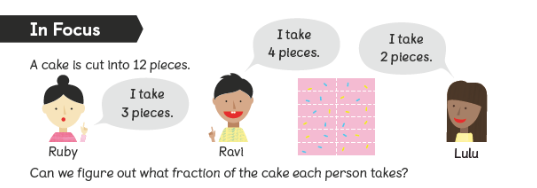 In Focus
A cake is cut into 12 pieces.
I take
3 pieces.
I take
4 pieces.
I take
2 pieces.
Ruby
Ravi
Lulu
Can we figure out what fraction of the cake each person takes?